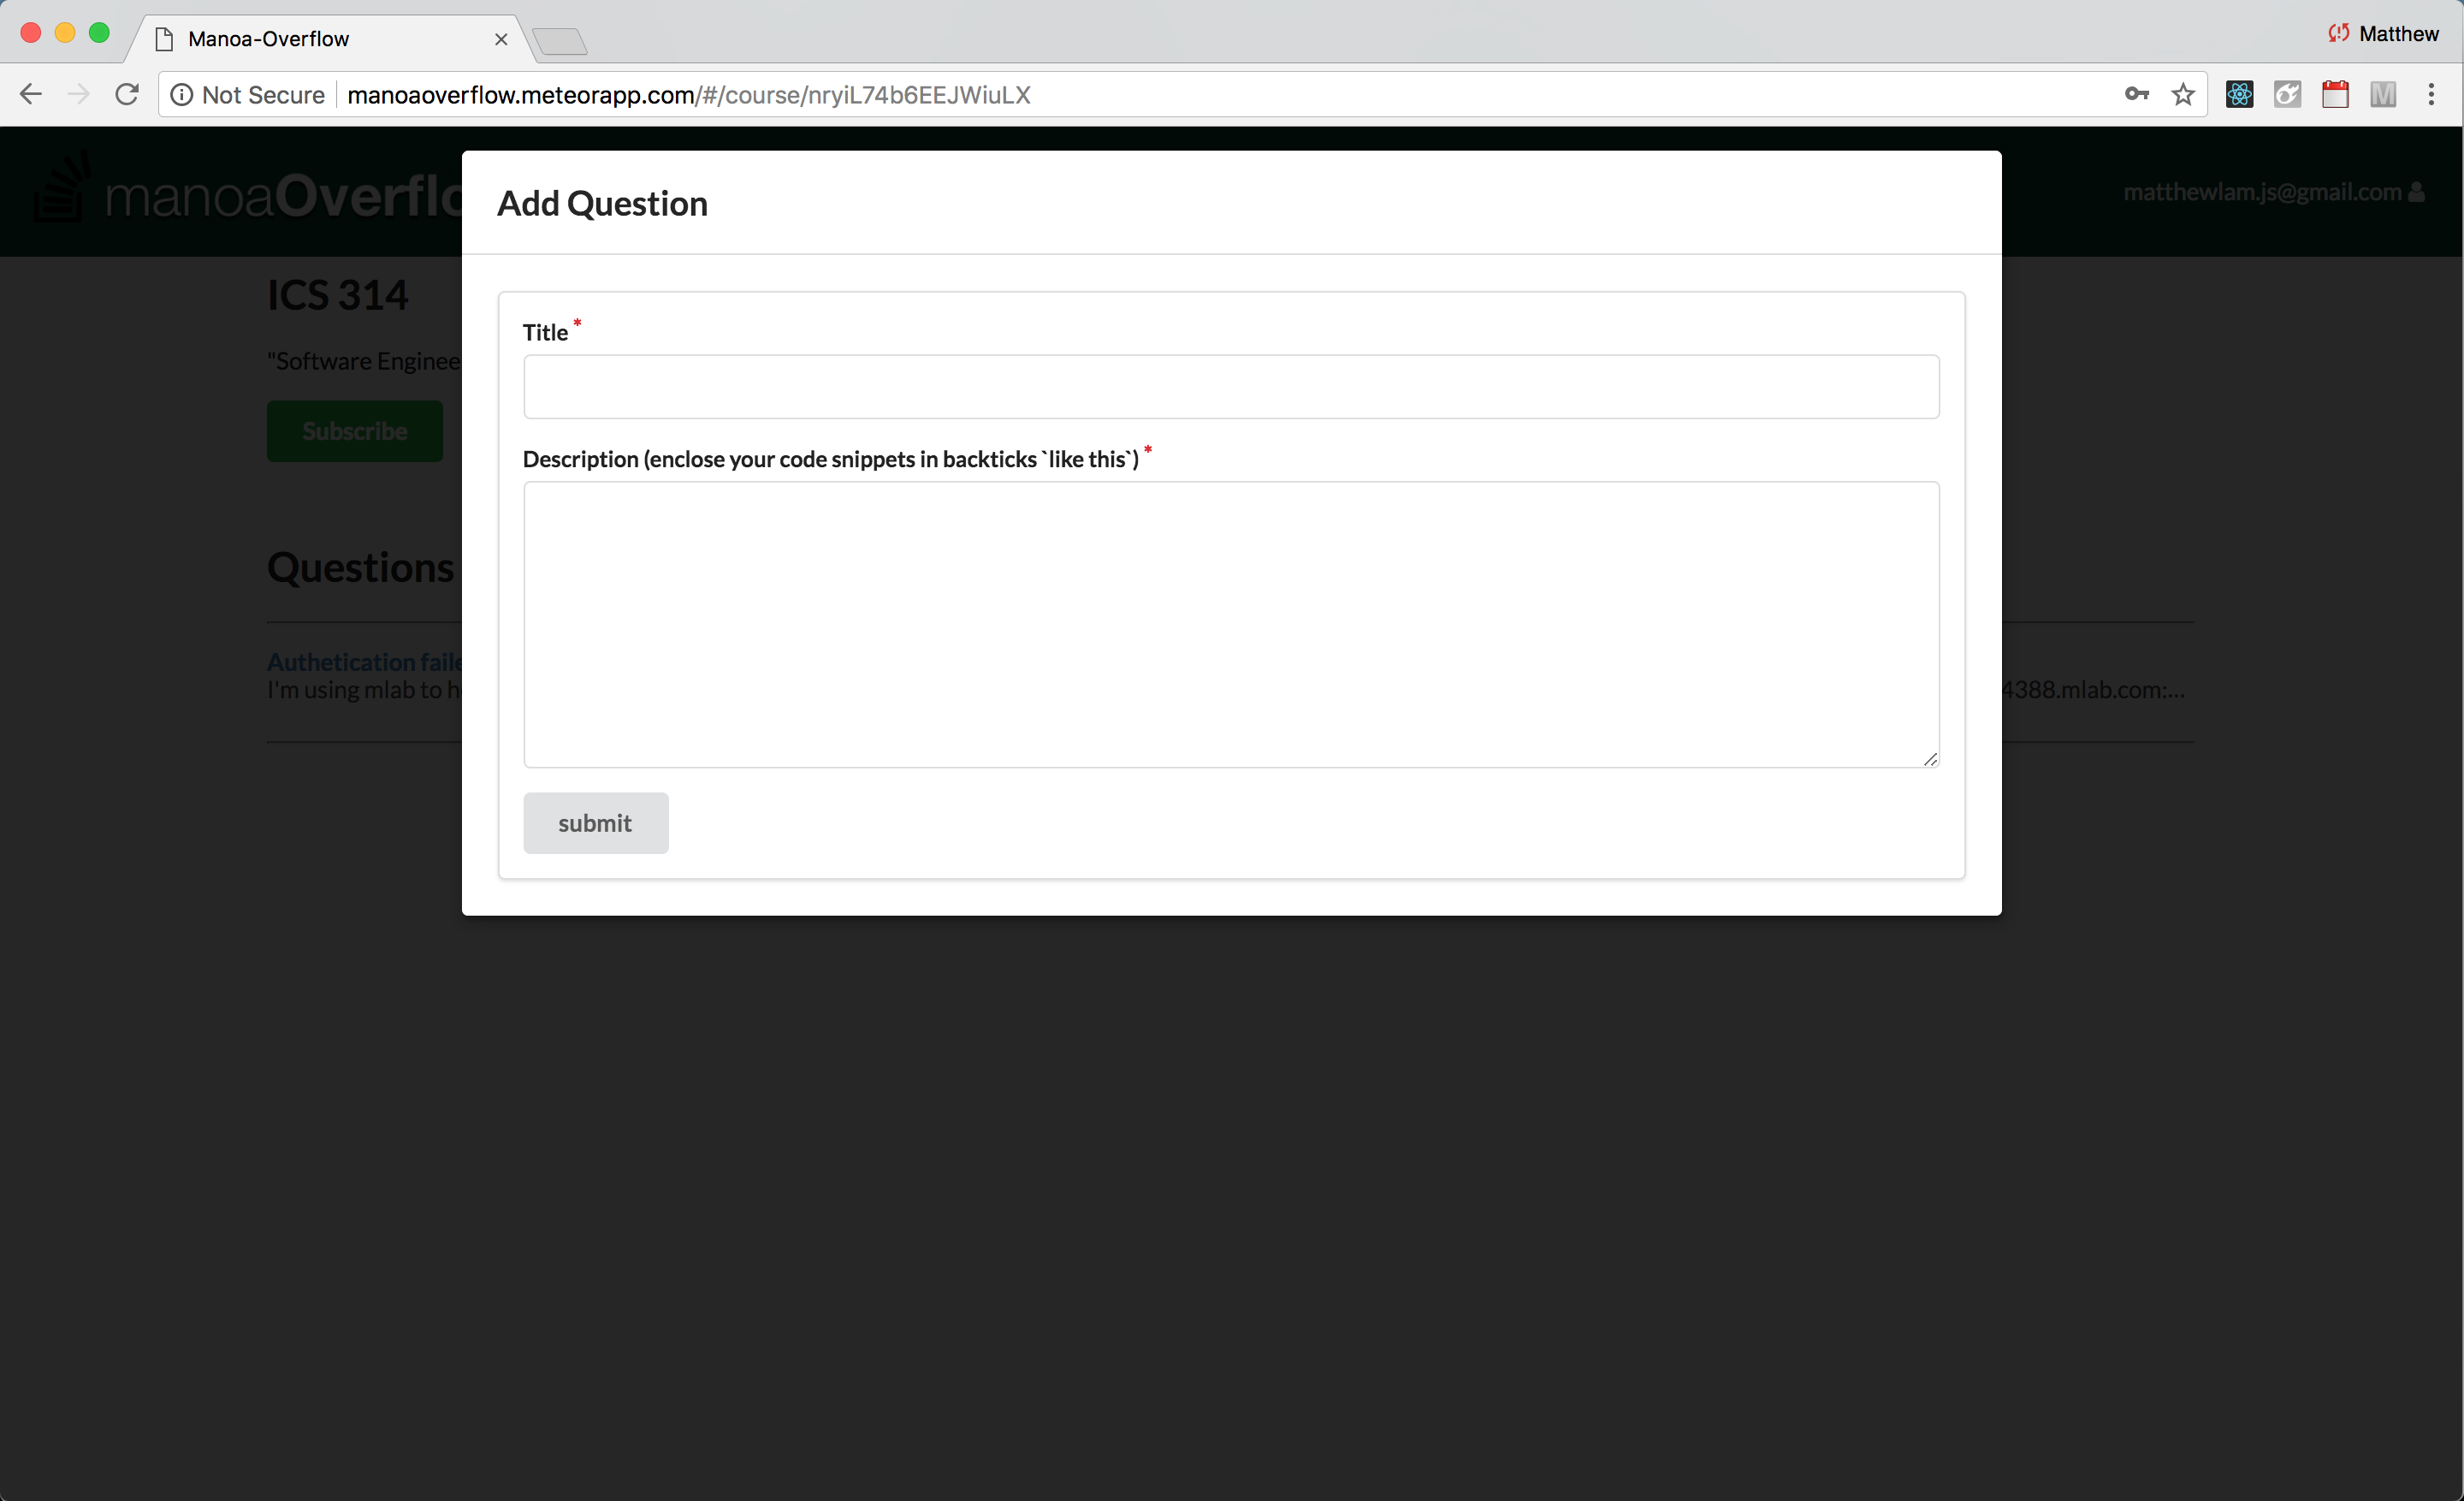 Manoa-Overflow
Matthew
Not Secure
manoaoverflow.meteorapp.com/#/course/nryiL74b6EEJWiuLX
manoaOverflo
matthewlam.js@gmail.com
Add Question
ICS 314
"Software Enginee
Subscribe
Title *
Description (enclose your code snippets in backticks `like this`) *
Questions
Authetication faile
I'm using mlab to h
4388.mlab.com:...
submit